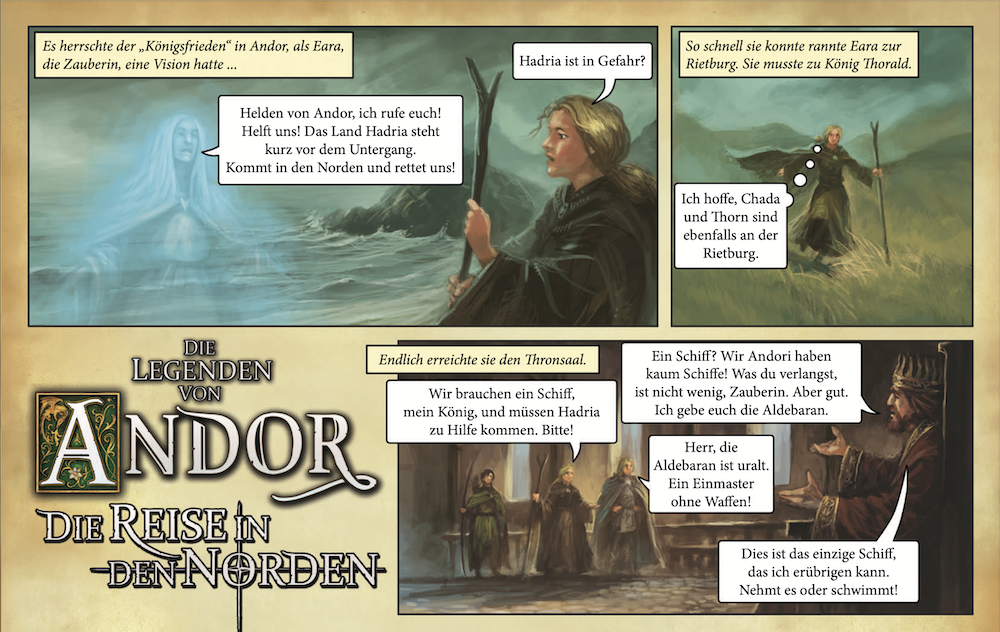 Es herrschte der „Königsfrieden“ in Andor, als Eara,
die Zauberin, eine Vision hatte ...
Hadria ist in Gefahr?
Helden von Andor, ich rufe euch!
Helft uns! Das Land Hadria steht
kurz vor dem Untergang.
Kommt in den Norden und rettet uns!
So schnell sie konnte rannte Eara zur
Rietburg. Sie musste zu König Thorald.
Ich hoffe, Chada
und Thorn sind
ebenfalls an der
Rietburg.
DIE
LEGENDEN
VON
ANDOR
DIE REISE IN
DEN NORDEN
Endlich erreichte sie den Thronsaal.
Wir brauchen ein Schiff,
mein König, und müssen Hadria
zu Hilfe kommen. Bitte!
Ein Schiff? Wir Andori haben
kaum Schiffe! Was du verlangst,
ist nicht wenig, Zauberin. Aber gut.
Ich gebe euch die Aldebaran.
Herr, die
Aldebaran ist uralt.
Ein Einmaster
ohne Waffen!
Dies ist das einzige Schiff,
das ich erübrigen kann.
Nehmt es oder schwimmt!